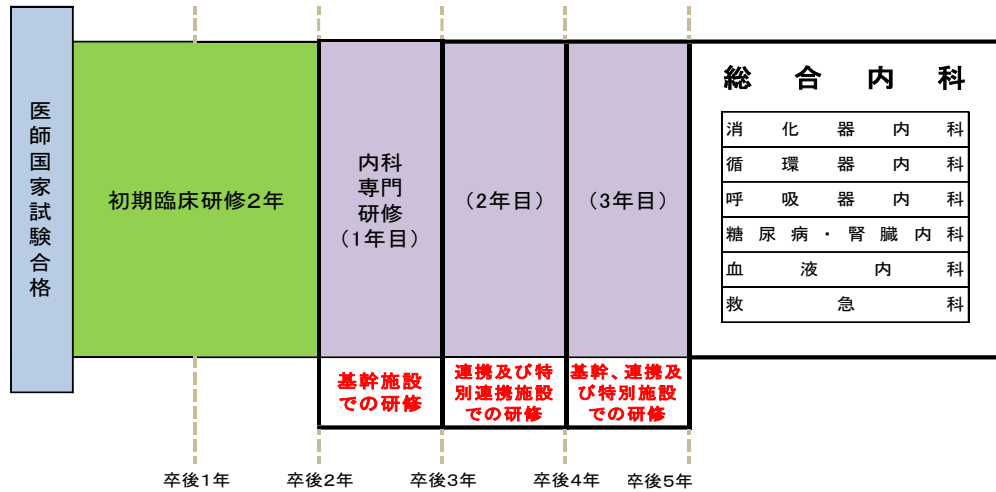 医師国家試験合格
初期臨床研修2年
内科
専門
研修
（1年目）
（2年目）
（3年目）
総合内科
消化器内科
循環器内科
呼吸器内科
糖尿病・腎臓内科
血液内科
救急科
基幹施設
での研修
連携及び特
別連携施設
での研修
基幹、連携及
び特別施設
での研修
卒後1年
卒後2年
卒後3年
卒後4年
卒後5年